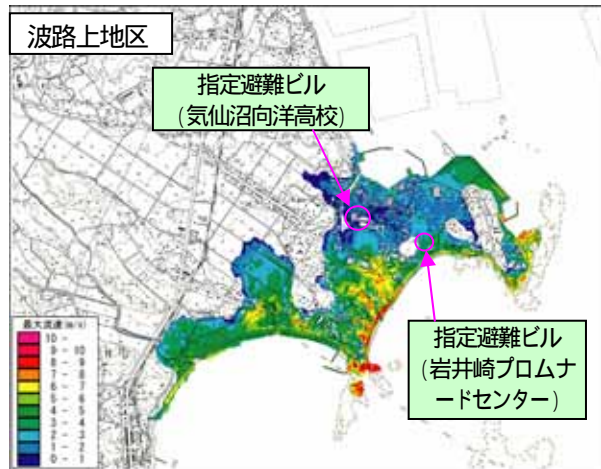 波路上地区
指定避難ビル
(気仙沼向洋高校)
指定避難ビル
(岩井崎プロムナ
ードセンター)
最大流速(m/s)
10 -
9 - 10
8 - 9
7 - 8
6 - 7
5 - 6
4 - 5
3 - 4
2 - 3
1 - 2
0 - 1